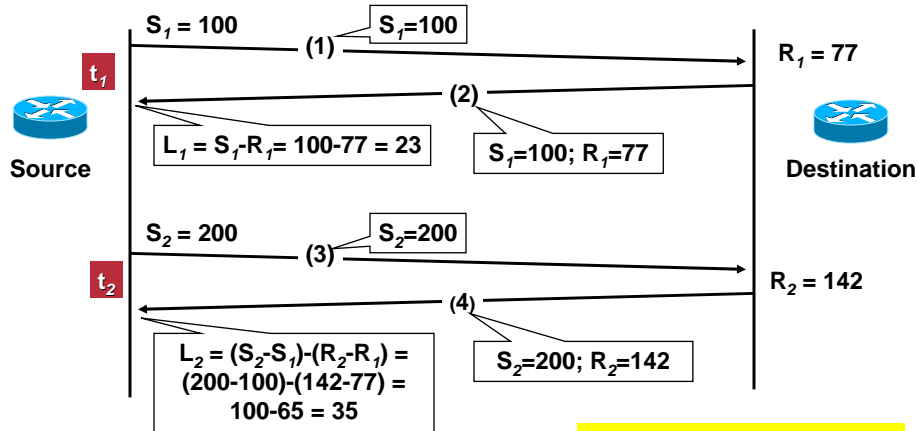 S1 = 100
(1)
S1=100
R1 = 77
t1
(2)
L1 = S1-R1= 100-77 = 23
S1=100; R1=77
Source
Destination
S2 = 200
(3)
S2=200
t2
R2 = 142
(4)
L2 = (S2-S1)-(R2-R1) =
(200-100)-(142-77) =
100-65 = 35
S2=200; R2=142